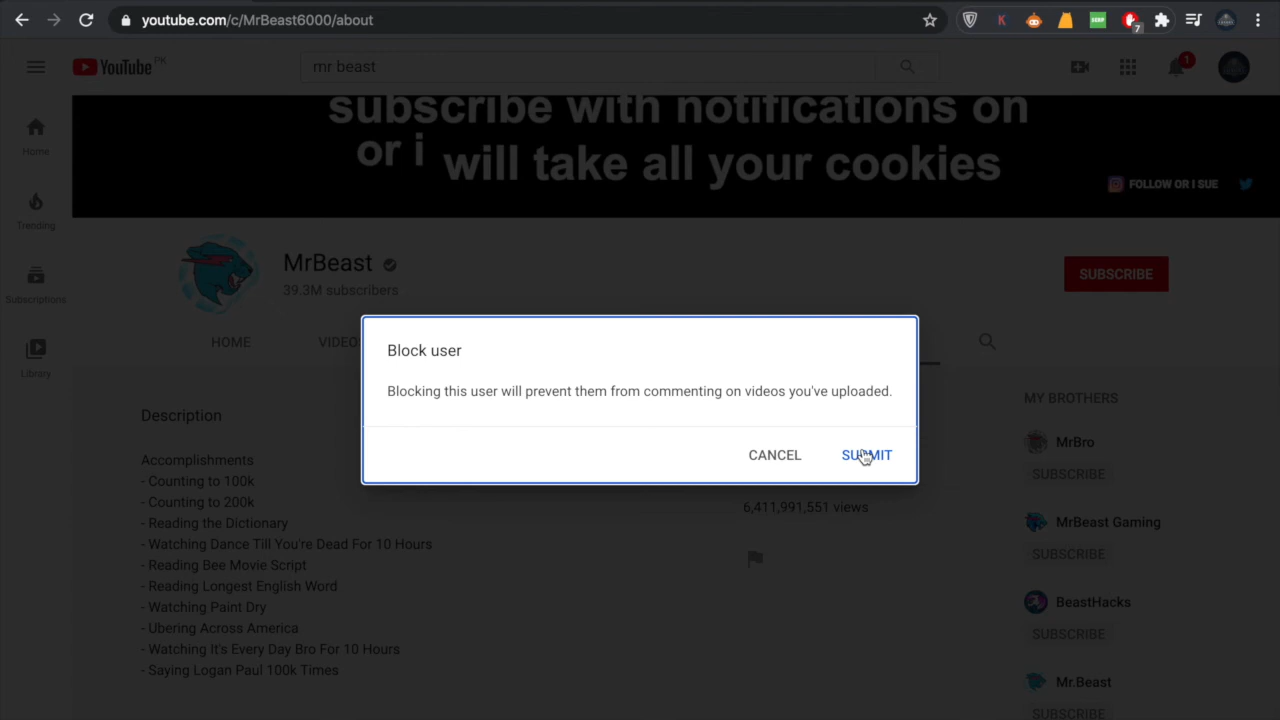 youtube.com/c/MrBeast6000/about
SERP
7
YouTube PK
mr beast
1
subscribe with notifications on
or i will take all your cookies
FOLLOW OR I SUE
Home
Trending
Subscriptions
Library
MrBeast
39.3M subscribers
SUBSCRIBE
HOME
VIDEO
Block user
Blocking this user will prevent them from commenting on videos you've uploaded.
CANCEL
SUBMIT
Description
Accomplishments
- Counting to 100k
- Counting to 200k
- Reading the Dictionary
- Watching Dance Till You're Dead For 10 Hours
- Reading Bee Movie Script
- Reading Longest English Word
- Watching Paint Dry
- Ubering Across America
- Watching It's Every Day Bro For 10 Hours
- Saying Logan Paul 100k Times
6,411,991,551 views
MY BROTHERS
MrBro
SUBSCRIBE
MrBeast Gaming
SUBSCRIBE
BeastHacks
SUBSCRIBE
Mr.Beast
SUBSCRIBE